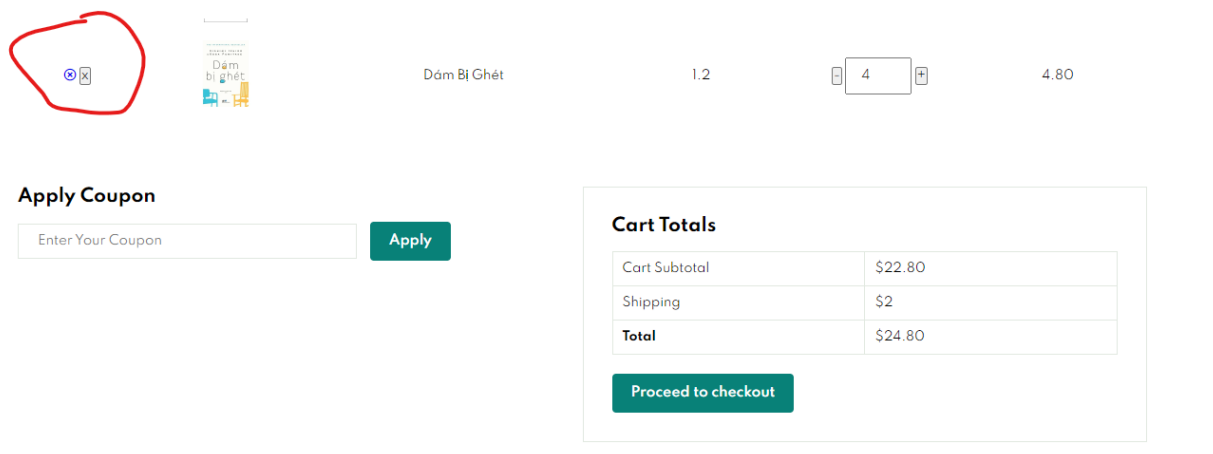 x
Dám
bị ghét
Dám Bị Ghét
1.2
-
4
+
4.80
Apply Coupon
Enter Your Coupon
Apply
Cart Totals
Cart Subtotal
$22.80
Shipping
$2
Total
$24.80
Proceed to checkout